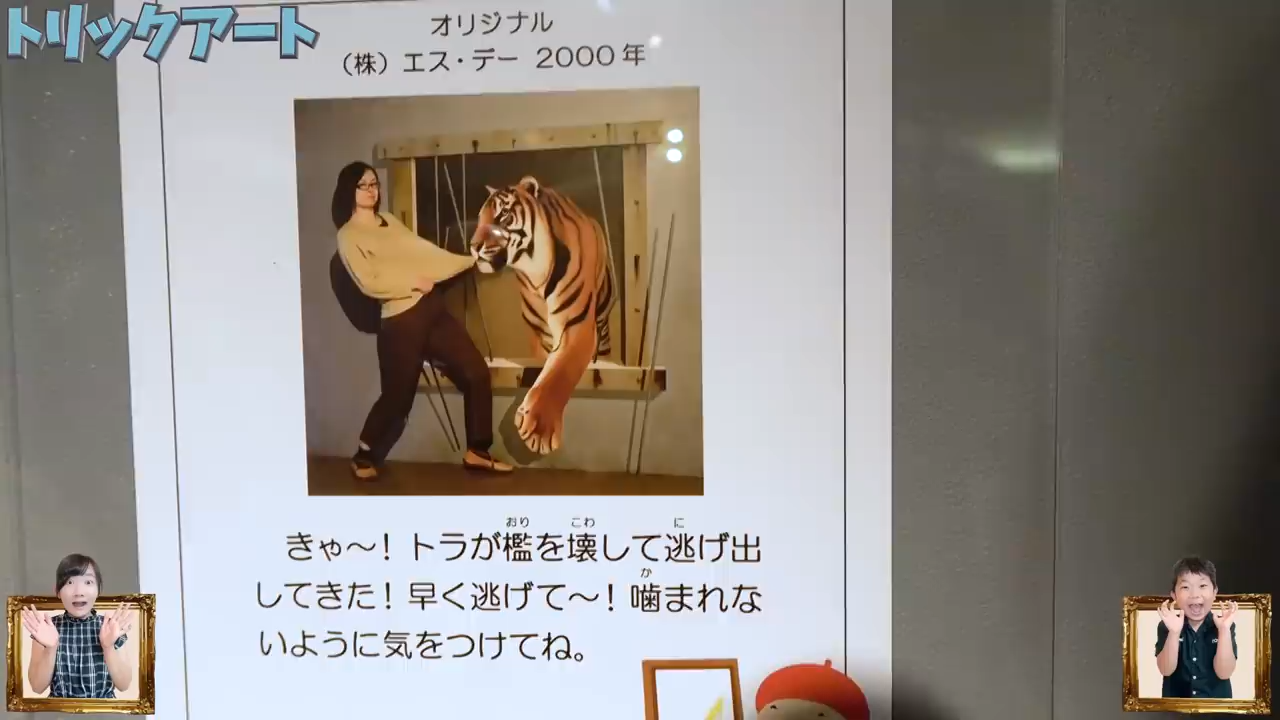 トリックアート
オリジナル
（株）エス・デー 2000年
きゃ～！トラが檻を壊して逃げ出
おり こわ に
してきた！早く逃げて～！噛まれな
か
いように気をつけてね。